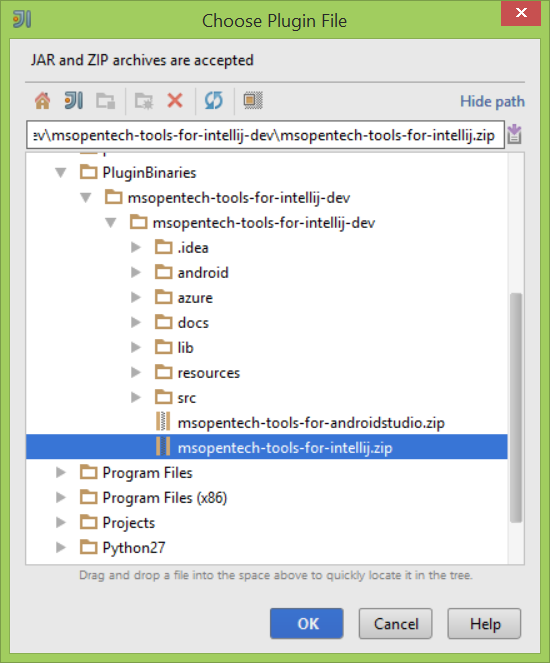 Choose Plugin File
JAR and ZIP archives are accepted
Hide path
ev\msopentech-tools-for-intellij-dev\msopentech-tools-for-intellij.zip
PluginBinaries
msopentech-tools-for-intellij-dev
msopentech-tools-for-intellij-dev
.idea
android
azure
docs
lib
resources
src
msopentech-tools-for-androidstudio.zip
msopentech-tools-for-intellij.zip
Program Files
Program Files (x86)
Projects
Python27
Drag and drop a file into the space above to quickly locate it in the tree.
OK Cancel Help